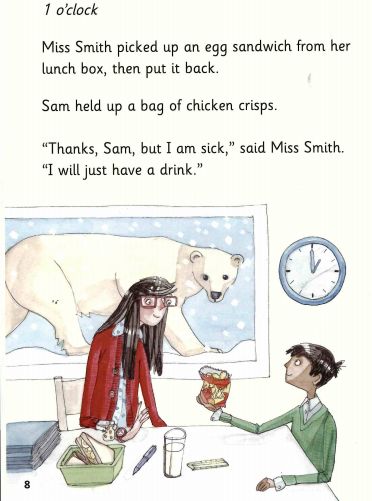 1 o'clock
Miss Smith picked up an egg sandwich from her
lunch box, then put it back.
Sam held up a bag of chicken crisps.
“Thanks, Sam, but I am sick,” said Miss Smith.
“I will just have a drink.”
8